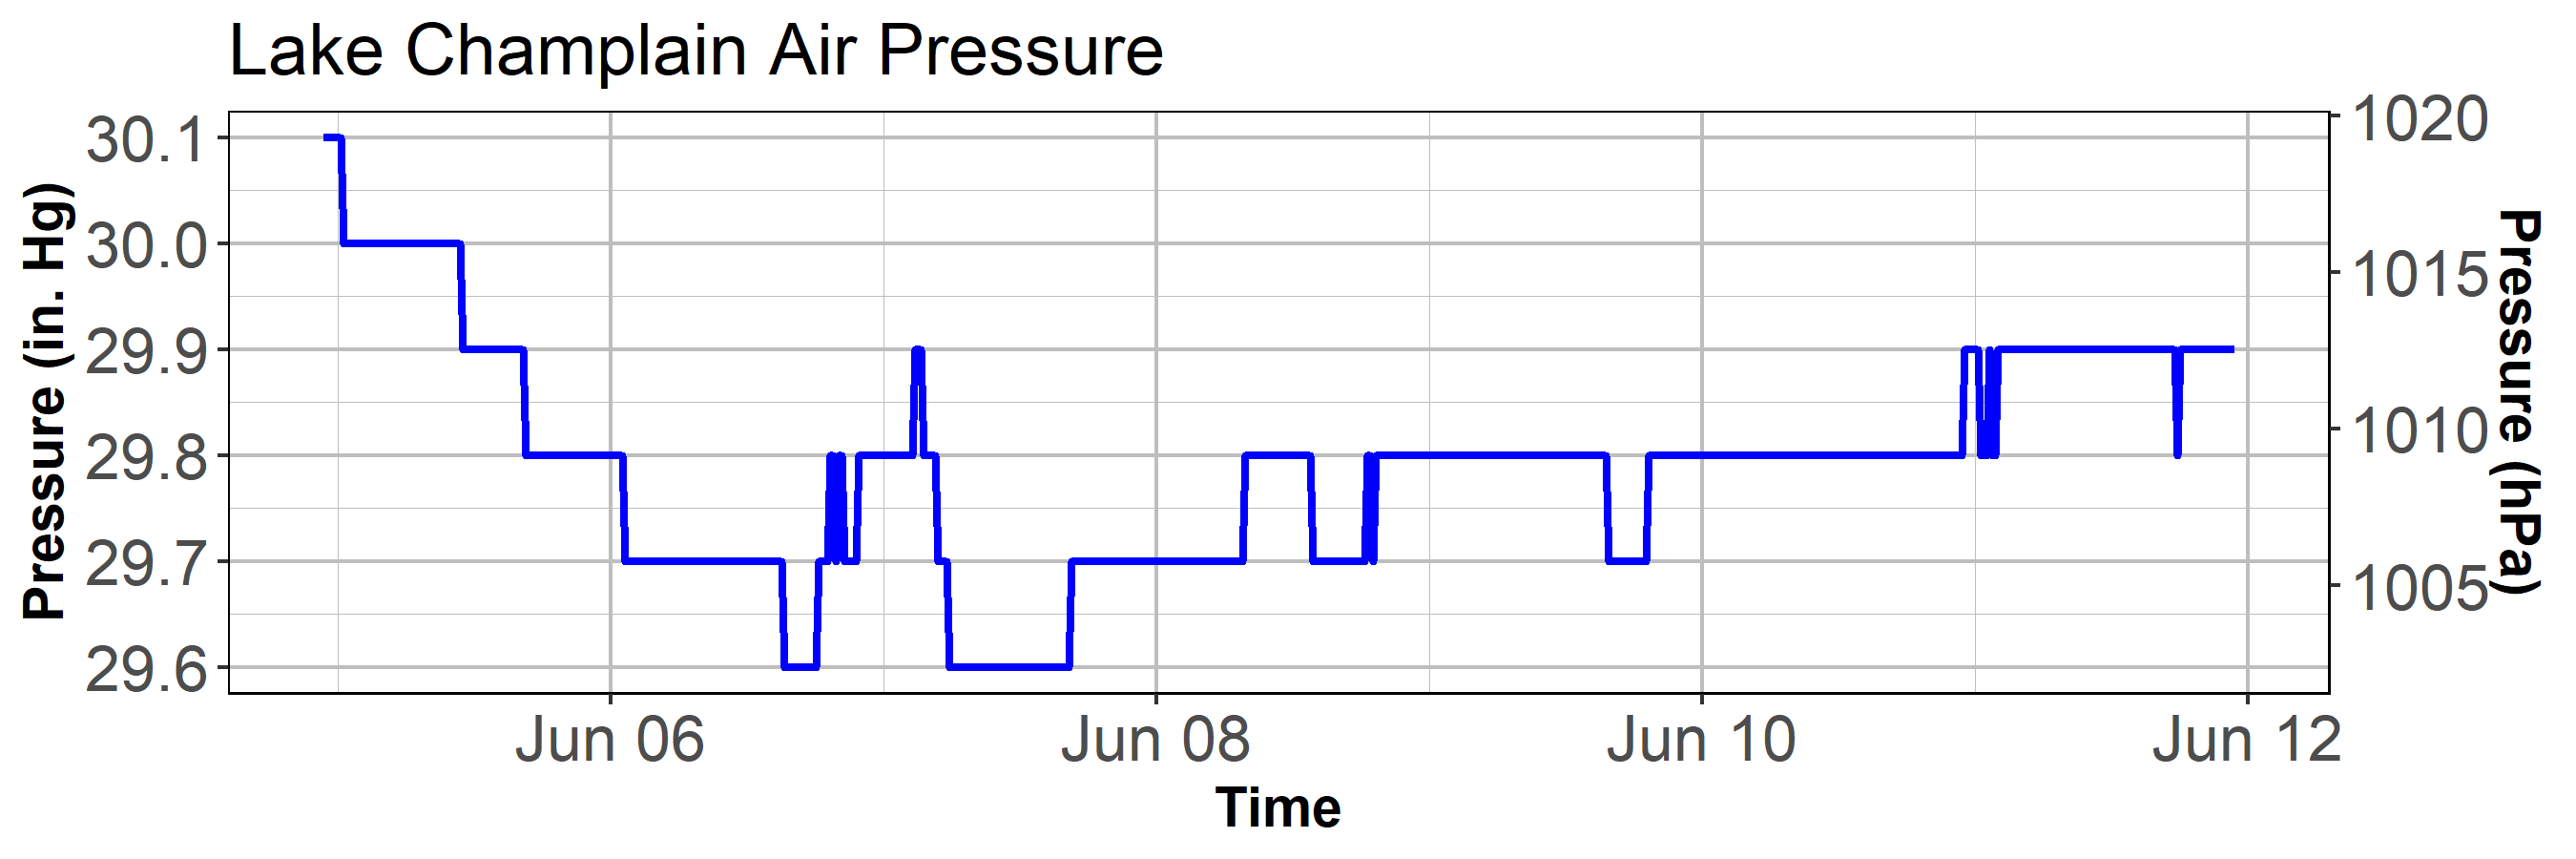 Lake Champlain Air Pressure
Pressure (in. Hg)
30.1
30.0
29.9
29.8
29.7
29.6
1020
1015
1010
1005
Pressure (hPa)
Jun 06
Jun 08
Jun 10
Jun 12
Time